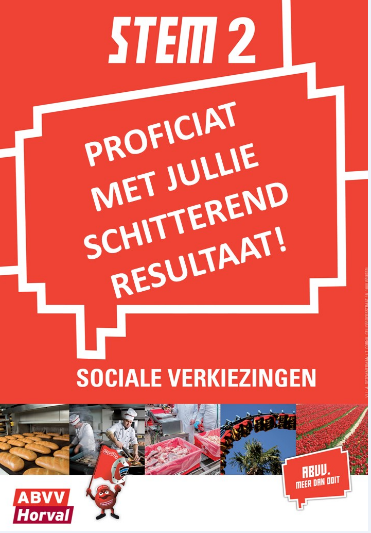 STEM 2
PROFICIAT
MET JULLIE
SCHITTEREND
RESULTAAT!
SOCIALE VERKIEZINGEN
ABVV
Horval
ABVV.
MEER DAN OOIT